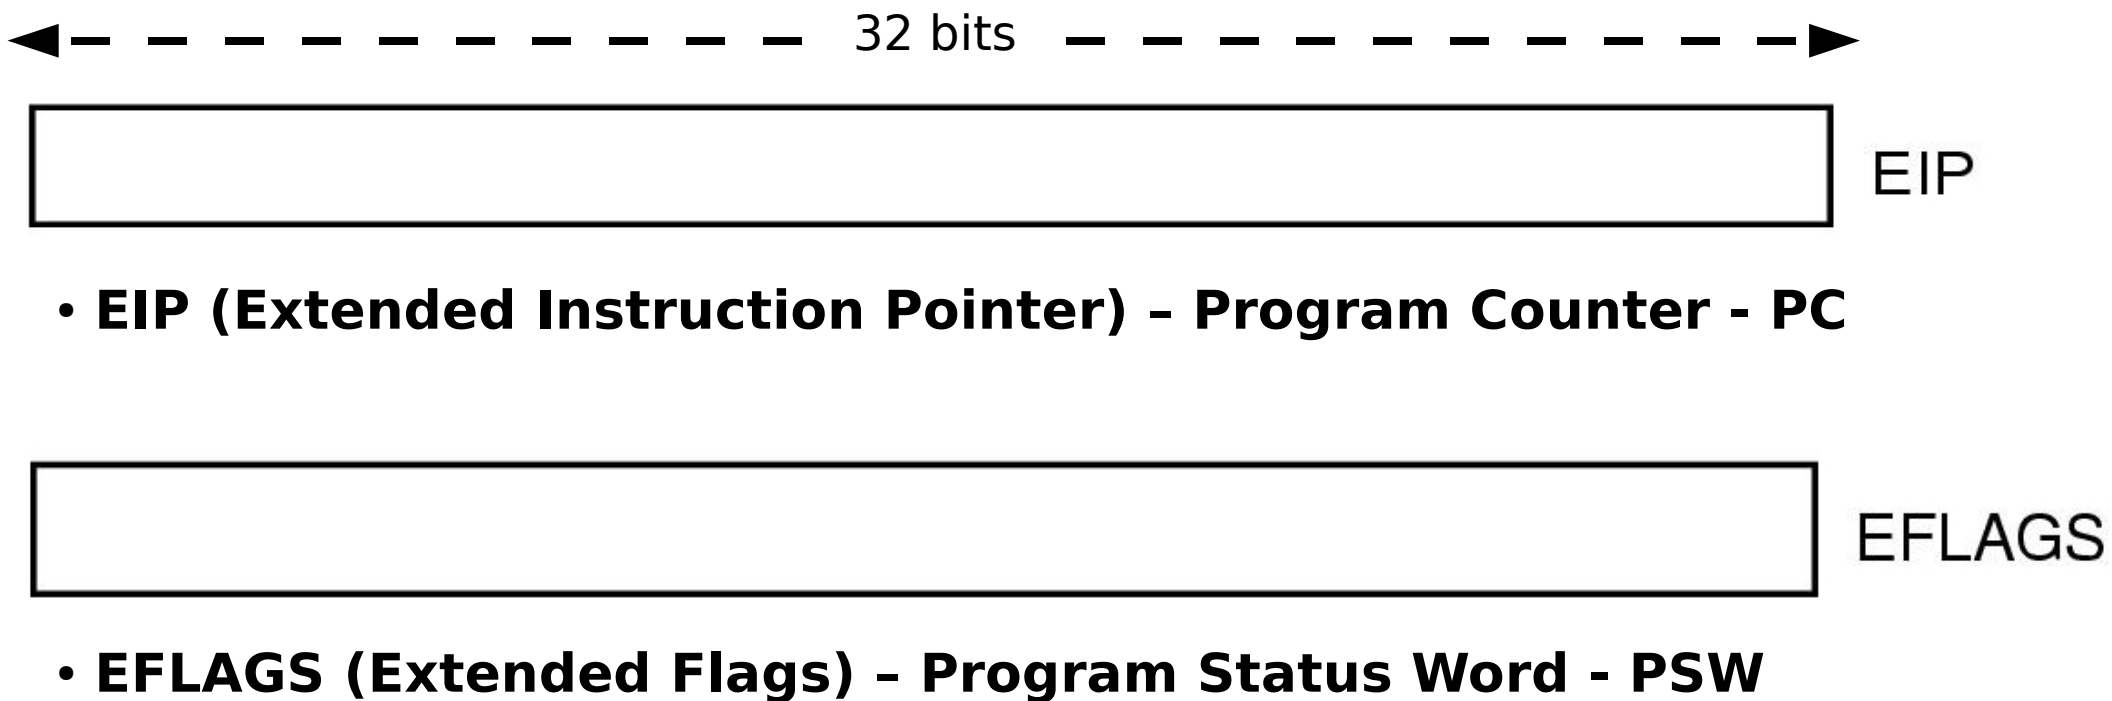 32 bits
EIP
• EIP (Extended Instruction Pointer) – Program Counter - PC
EFLAGS
• EFLAGS (Extended Flags) – Program Status Word - PSW